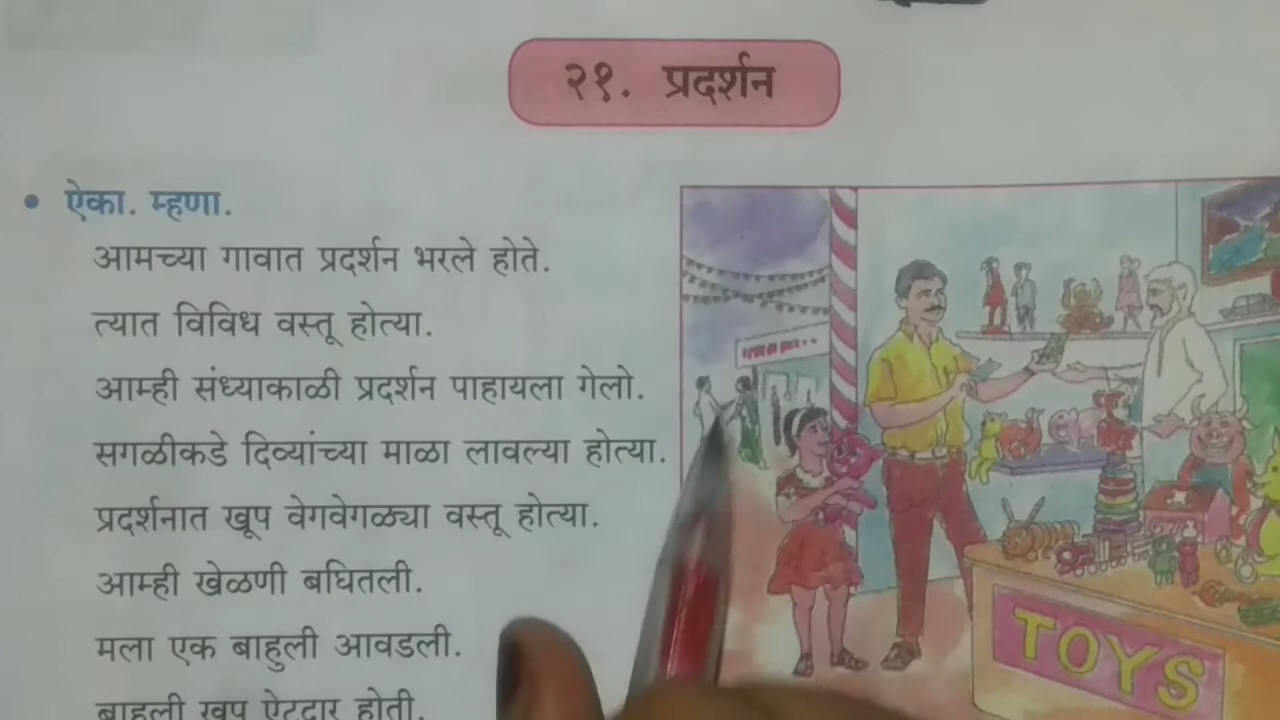 २१. प्रदर्शन
• ऐका. म्हणा.
आमच्या गावात प्रदर्शन भरले होते.
त्यात विविध वस्तू होत्या.
आम्ही संध्याकाळी प्रदर्शन पाहायला गेलो.
सगळीकडे दिव्यांच्या माळा लावल्या होत्या.
प्रदर्शनात खूप वेगवेगळ्या वस्तू होत्या.
आम्ही खेळणी बघितली.
मला एक बाहुली आवडली.
बाहुली खूप ऐटदार होती.
TOYS